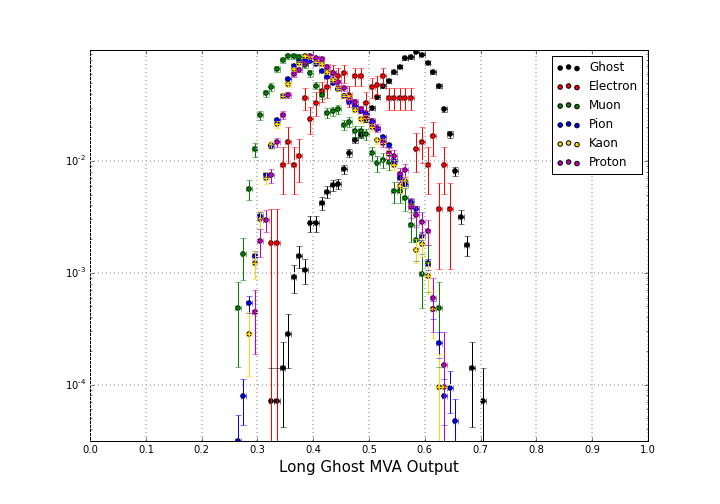 Ghost
Electron
Muon
Pion
Kaon
Proton
10⁻²
10⁻³
10⁻⁴
0.0 0.1 0.2 0.3 0.4 0.5 0.6 0.7 0.8 0.9 1.0
Long Ghost MVA Output